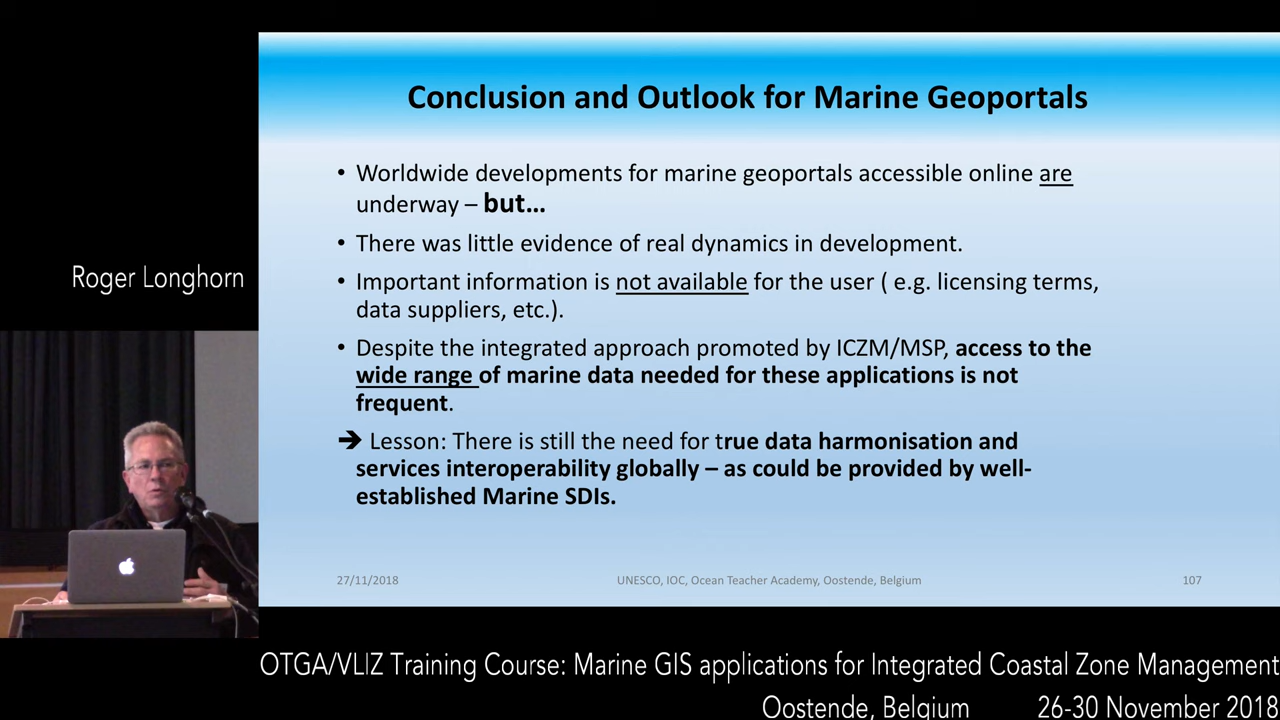 Conclusion and Outlook for Marine Geoportals
• Worldwide developments for marine geoportals accessible online are
underway – but...
• There was little evidence of real dynamics in development.
• Important information is not available for the user ( e.g. licensing terms,
data suppliers, etc.).
• Despite the integrated approach promoted by ICZM/MSP, access to the
wide range of marine data needed for these applications is not
frequent.
➔ Lesson: There is still the need for true data harmonisation and
services interoperability globally – as could be provided by well-
established Marine SDIs.
27/11/2018 UNESCO, IOC, Ocean Teacher Academy, Oostende, Belgium 107
Roger Longhorn
OTGA/VLIZ Training Course: Marine GIS applications for Integrated Coastal Zone Management
Oostende, Belgium 26-30 November 2018